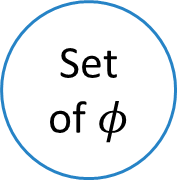 Set
of ϕ